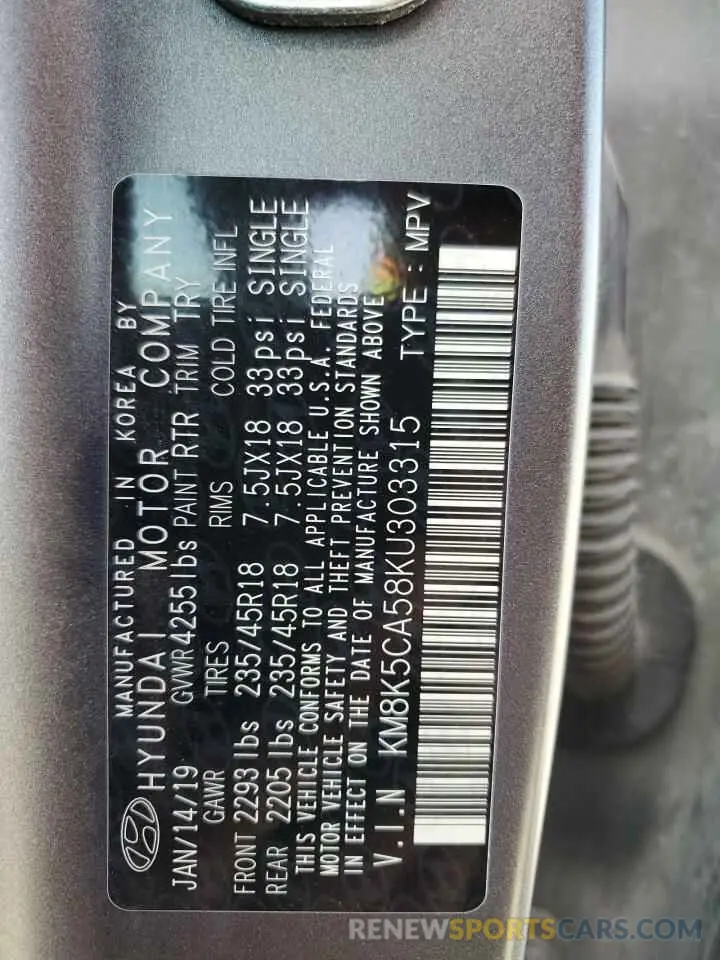 MANUFACTURED IN KOREA BY
HYUNDAI MOTOR COMPANY
JAN/14/19 GVWR 4255 lbs PAINT RTR TRIM TRY
GAWR TIRES RIMS COLD TIRE INFL
FRONT 2293 lbs 235/45R18 7.5JX18 33psi SINGLE
REAR 2205 lbs 235/45R18 7.5JX18 33psi SINGLE
THIS VEHICLE CONFORMS TO ALL APPLICABLE U.S.A. FEDERAL
MOTOR VEHICLE SAFETY AND THEFT PREVENTION STANDARDS
IN EFFECT ON THE DATE OF MANUFACTURE SHOWN ABOVE
V.I.N KM8K5CA58KU303315 TYPE : MPV
RENEWSPORTSCARS.COM